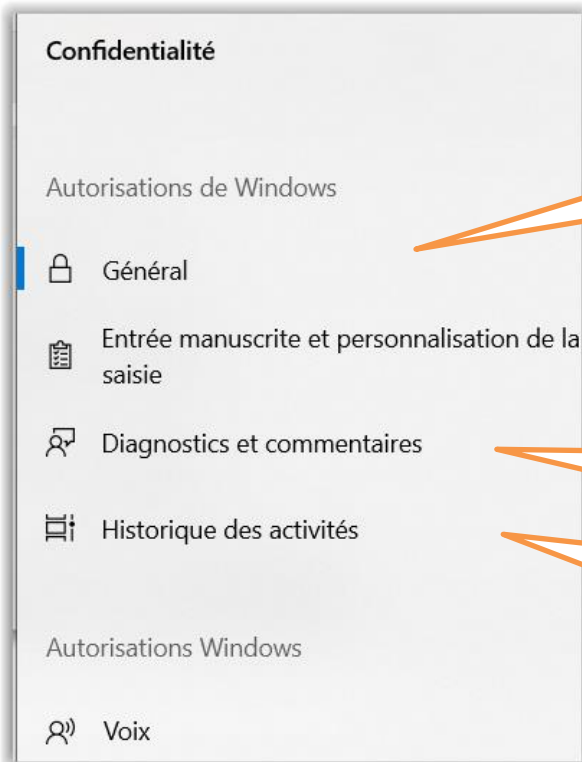 Confidentialité
Autorisations de Windows
Général
Entrée manuscrite et personnalisation de la
saisie
Diagnostics et commentaires
Historique des activités
Autorisations Windows
Voix